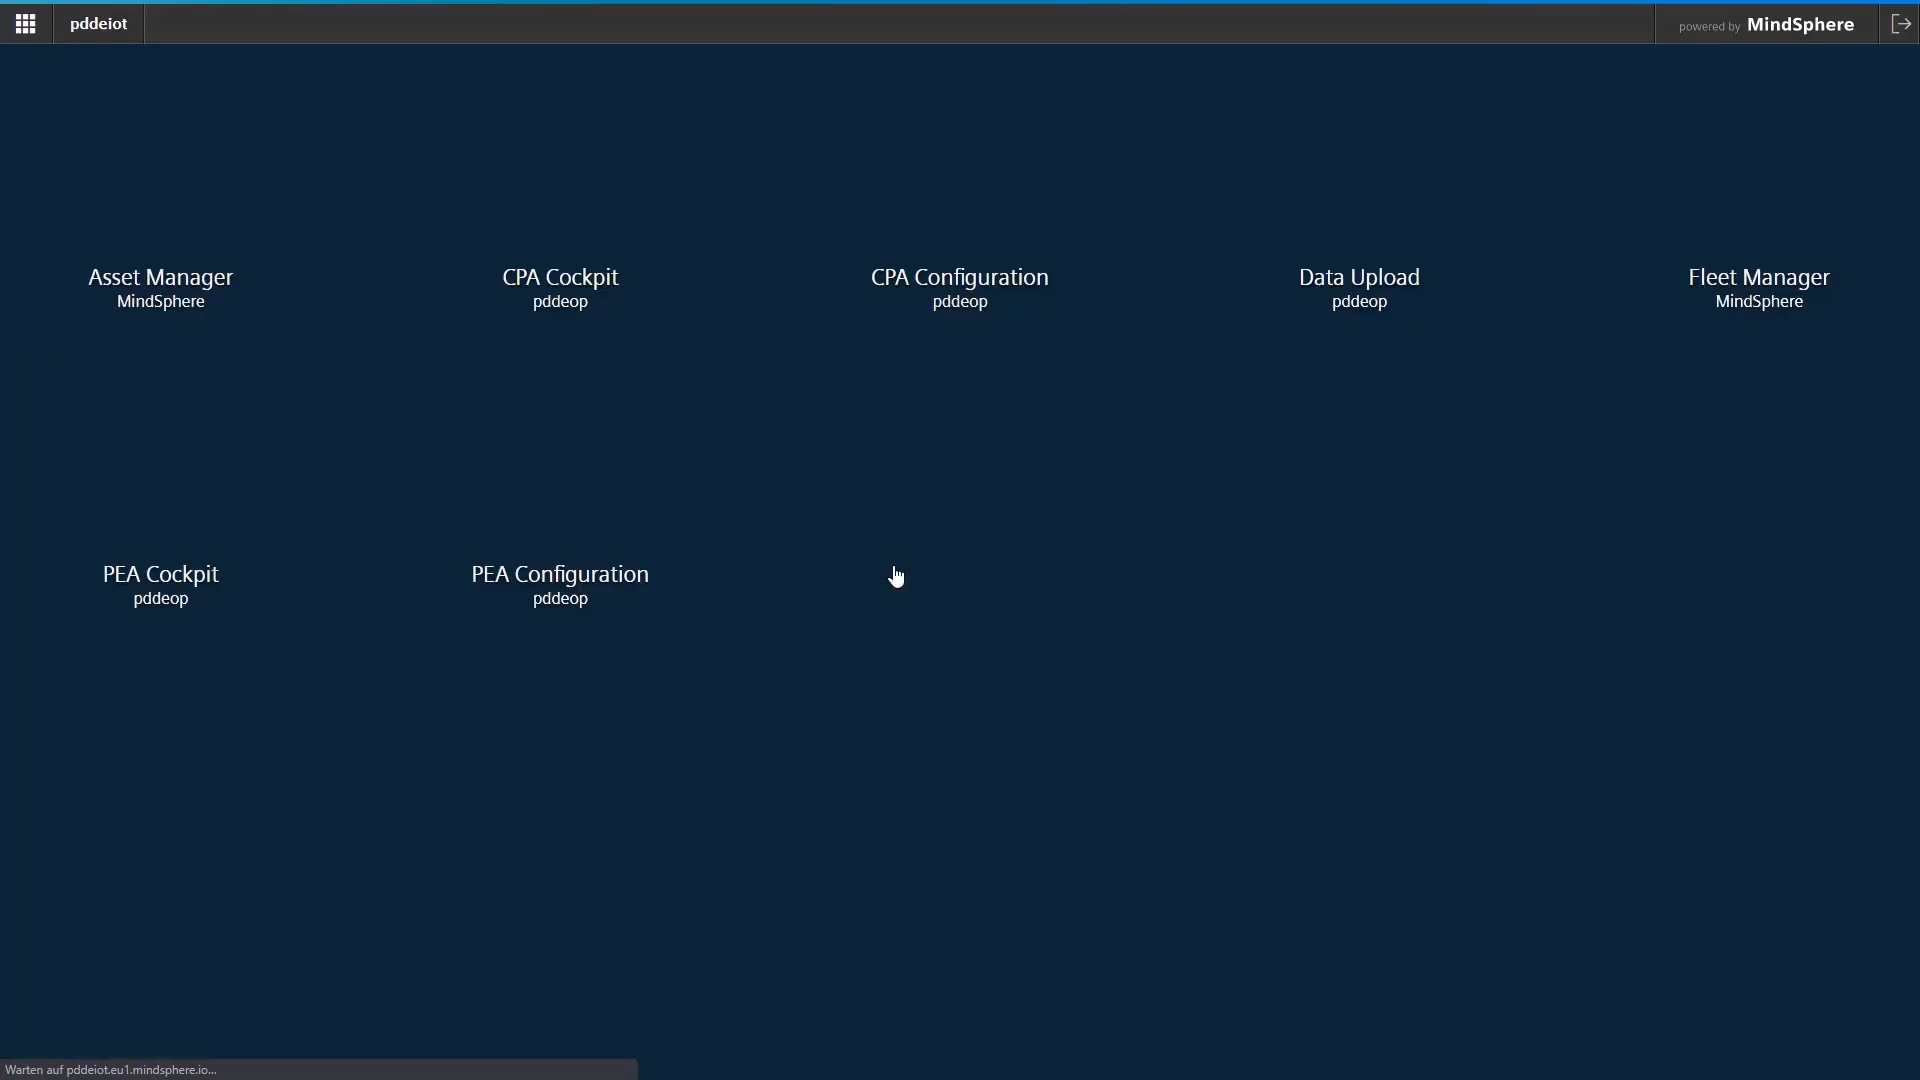 pddeiot
powered by MindSphere
Asset Manager
MindSphere
CPA Cockpit
pddeop
CPA Configuration
pddeop
Data Upload
pddeop
Fleet Manager
MindSphere
PEA Cockpit
pddeop
PEA Configuration
pddeop
Warten auf pddeiot.eu1.mindsphere.io...